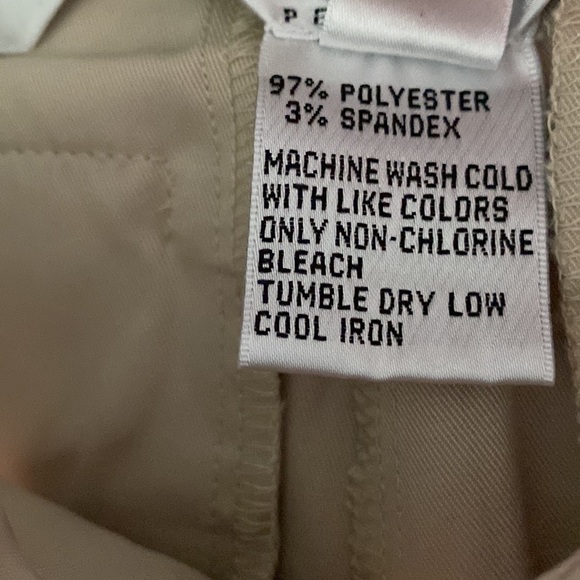 97% POLYESTER
3% SPANDEX
MACHINE WASH COLD
WITH LIKE COLORS
ONLY NON-CHLORINE
BLEACH
TUMBLE DRY LOW
COOL IRON